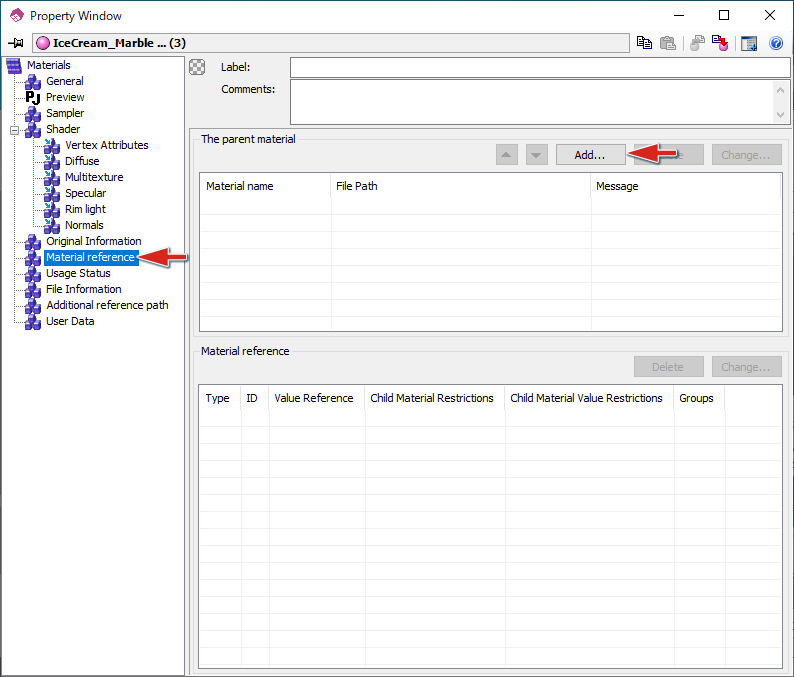 Property Window
IceCream_Marble ... (3)
Materials
General
Preview
Sampler
Shader
Vertex Attributes
Diffuse
Multitexture
Specular
Rim light
Normals
Original Information
Material reference
Usage Status
File Information
Additional reference path
User Data
Label:
Comments:
The parent material
Add...
Change...
Material name File Path Message
Material reference
Delete Change...
Type ID Value Reference Child Material Restrictions Child Material Value Restrictions Groups